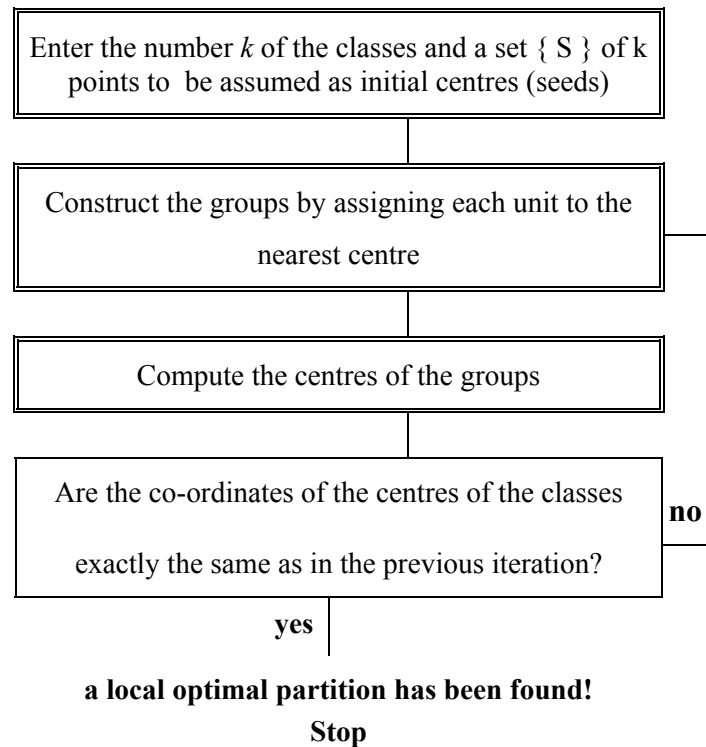 Enter the number k of the classes and a set { S } of k
points to be assumed as initial centres (seeds)
Construct the groups by assigning each unit to the
nearest centre
Compute the centres of the groups
Are the co-ordinates of the centres of the classes
exactly the same as in the previous iteration?
no
yes
a local optimal partition has been found!
Stop